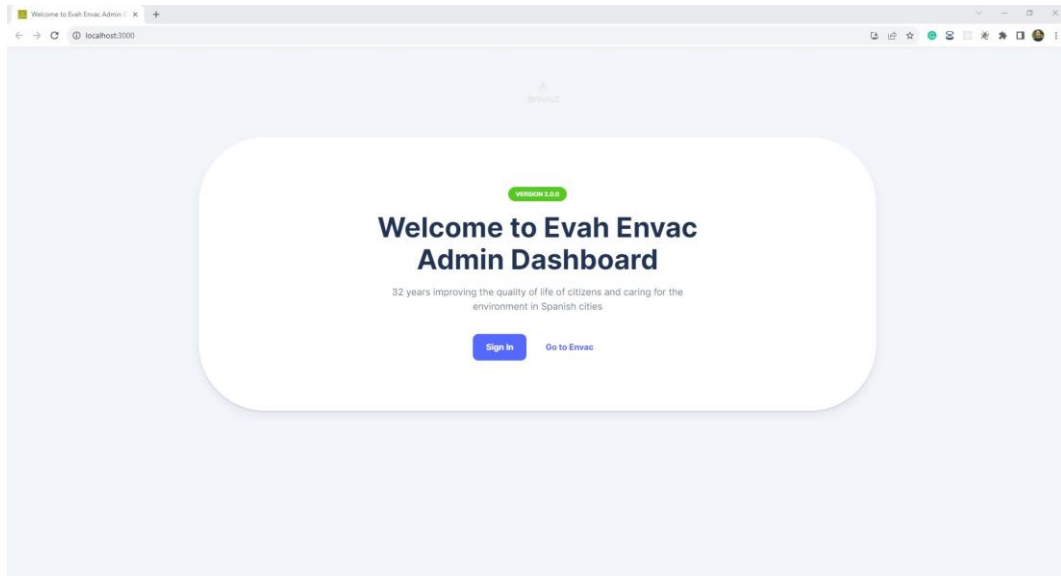 Welcome to Evah Envac Admin
localhost:3000
envac
VERSION 2.0.0
Welcome to Evah Envac
Admin Dashboard
32 years improving the quality of life of citizens and caring for the
environment in Spanish cities
Sign In
Go to Envac